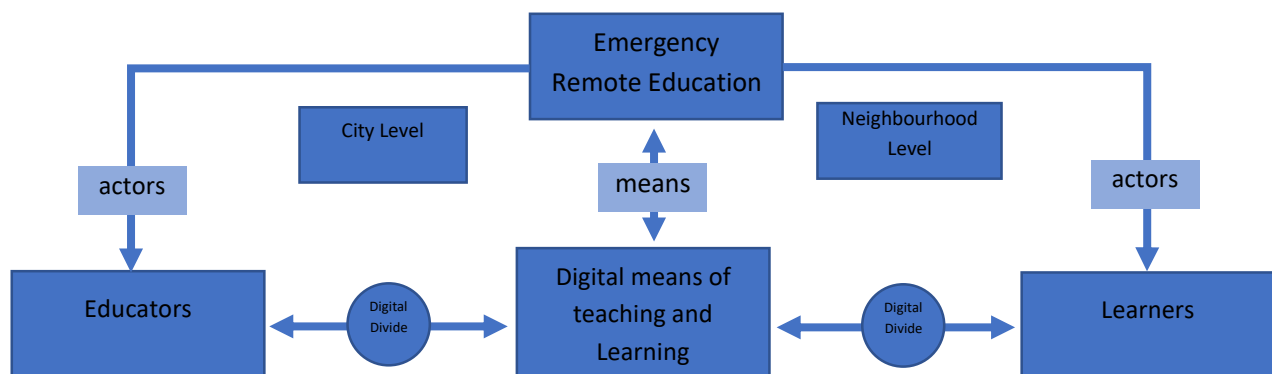 Emergency
Remote Education
City Level
Neighbourhood
Level
actors
means
actors
Educators
Digital
Divide
Digital means of
teaching and
Learning
Digital
Divide
Learners